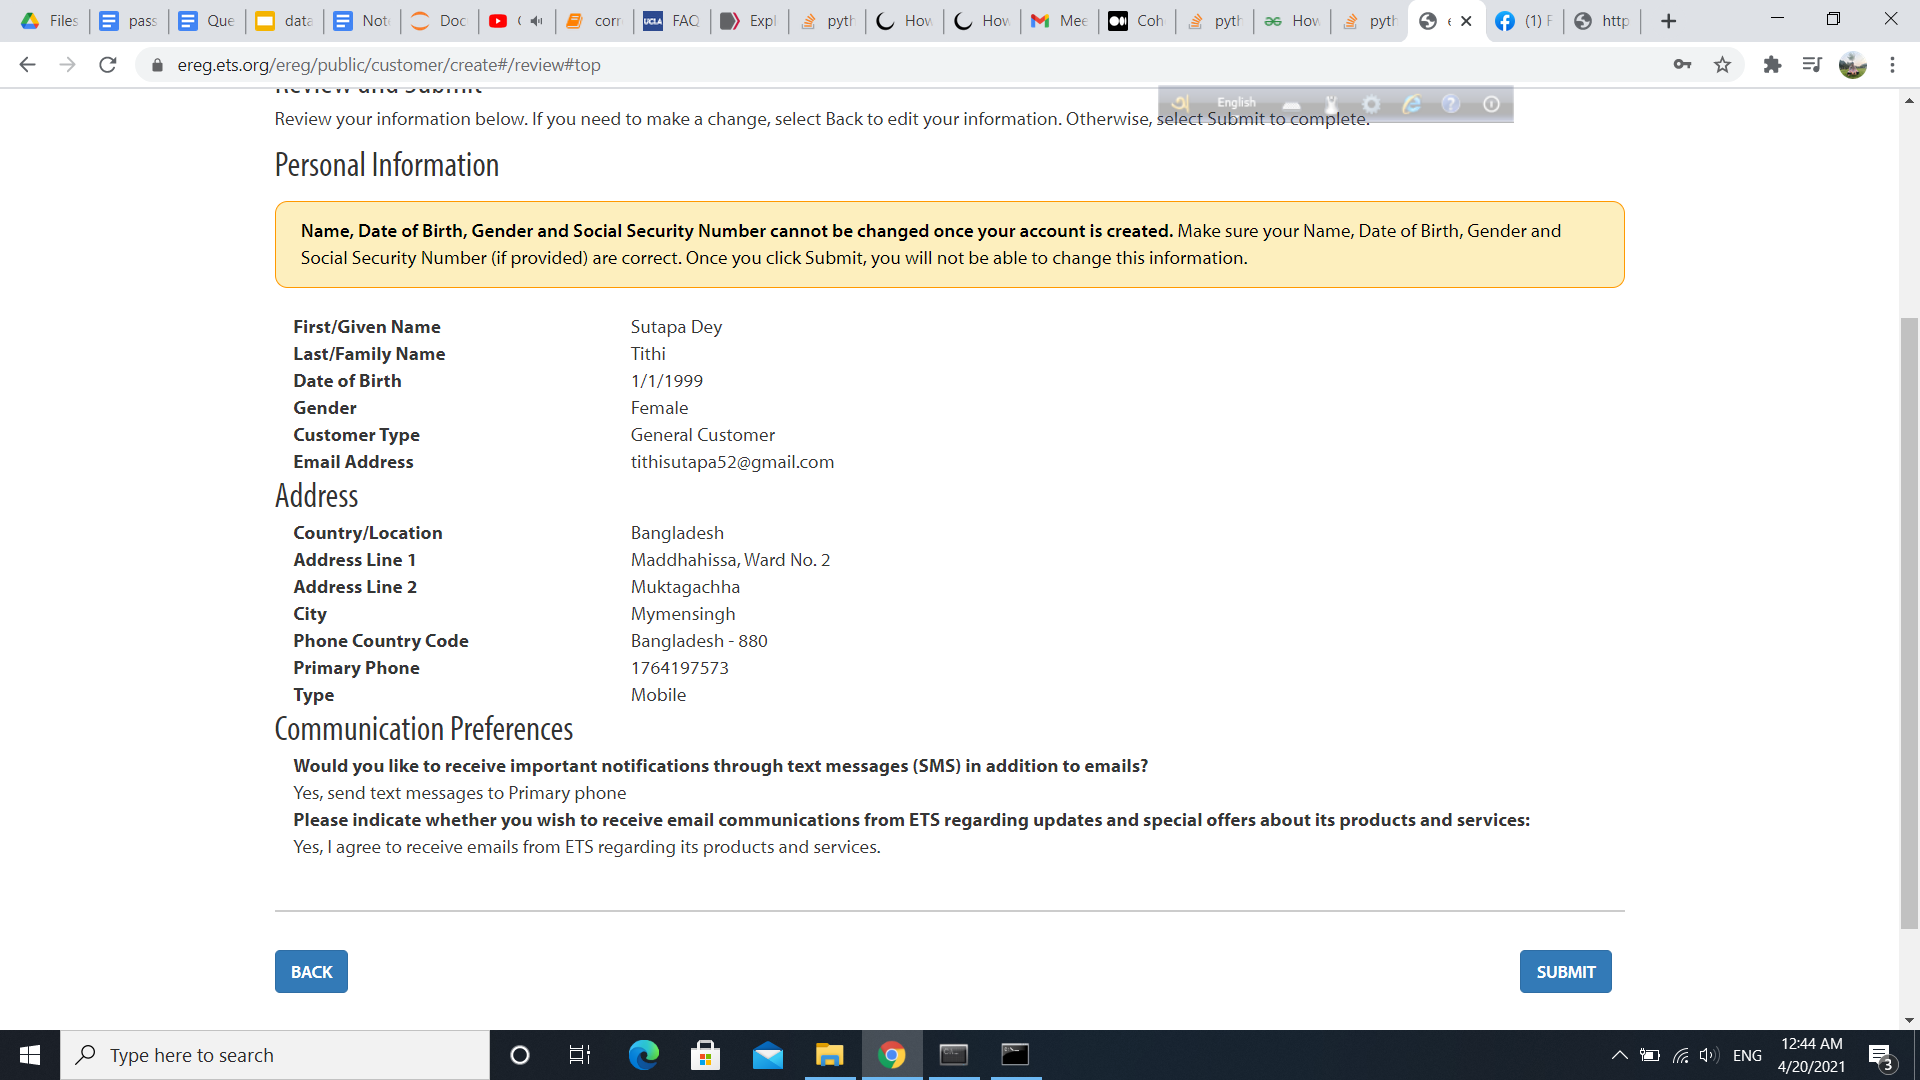 Files
pass
Que
data
Note
Doc
(
corr
UCLA FAQ
Expl
pyth
How
How
Mee
Coh
pyth
How
pyth
e
(1) F
http
ereg.ets.org/ereg/public/customer/create#/review#top
Review and Submit
English
Review your information below. If you need to make a change, select Back to edit your information. Otherwise, select Submit to complete.
Personal Information
Name, Date of Birth, Gender and Social Security Number cannot be changed once your account is created. Make sure your Name, Date of Birth, Gender and
Social Security Number (if provided) are correct. Once you click Submit, you will not be able to change this information.
First/Given Name Sutapa Dey
Last/Family Name Tithi
Date of Birth 1/1/1999
Gender Female
Customer Type General Customer
Email Address tithisutapa52@gmail.com
Address
Country/Location Bangladesh
Address Line 1 Maddhahissa, Ward No. 2
Address Line 2 Muktagachha
City Mymensingh
Phone Country Code Bangladesh - 880
Primary Phone 1764197573
Type Mobile
Communication Preferences
Would you like to receive important notifications through text messages (SMS) in addition to emails?
Yes, send text messages to Primary phone
Please indicate whether you wish to receive email communications from ETS regarding updates and special offers about its products and services:
Yes, I agree to receive emails from ETS regarding its products and services.
BACK
SUBMIT
Type here to search
ENG
12:44 AM
4/20/2021
3